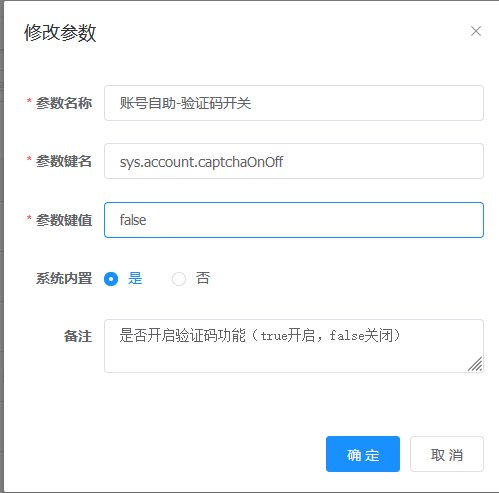 修改参数
* 参数名称 账号自助-验证码开关
* 参数键名 sys.account.captchaOnOff
* 参数键值 false
系统内置 是 否
备注 是否开启验证码功能（true开启，false关闭）
确 定 取 消